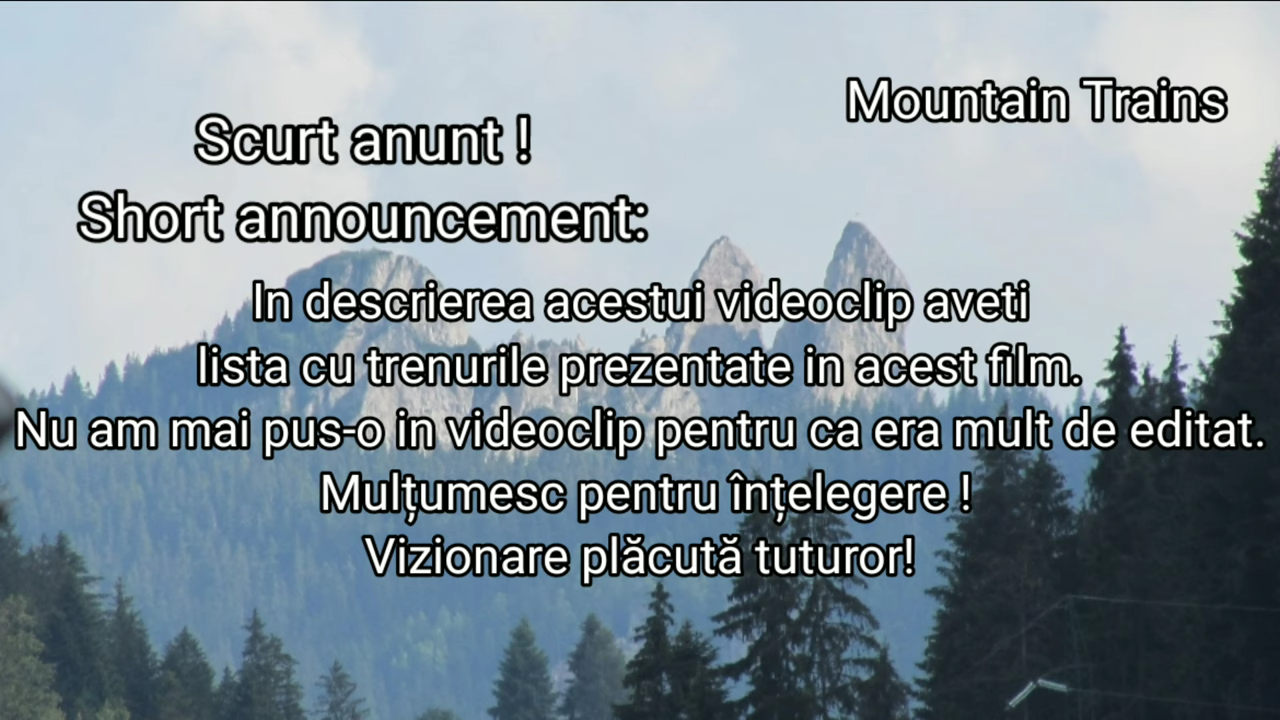 Mountain Trains
Scurt anunt !
Short announcement:
In descrierea acestui videoclip aveti
lista cu trenurile prezentate in acest film.
Nu am mai pus-o in videoclip pentru ca era mult de editat.
Mulțumesc pentru înțelegere !
Vizionare plăcută tuturor!